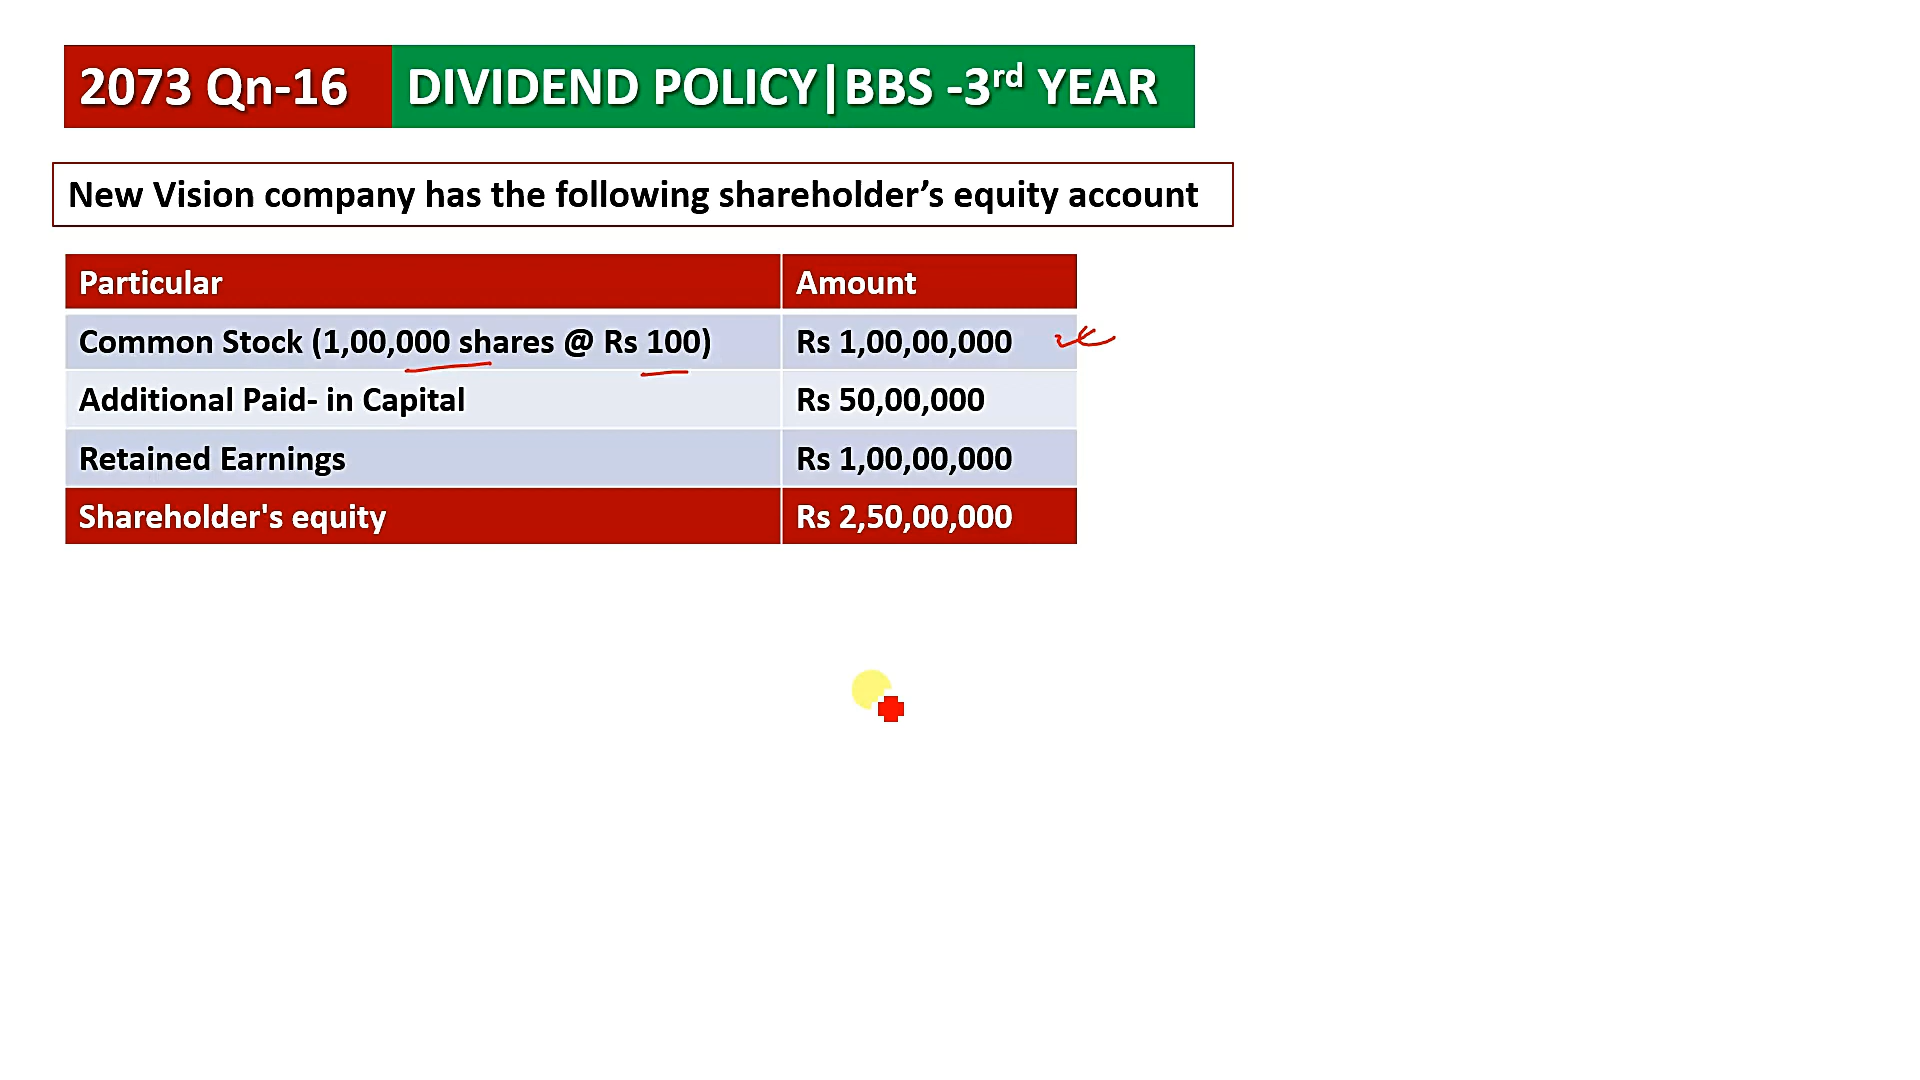 2073 Qn-16 DIVIDEND POLICY|BBS -3rd YEAR
New Vision company has the following shareholder’s equity account
Particular Amount
Common Stock (1,00,000 shares @ Rs 100) Rs 1,00,00,000
Additional Paid- in Capital Rs 50,00,000
Retained Earnings Rs 1,00,00,000
Shareholder's equity Rs 2,50,00,000